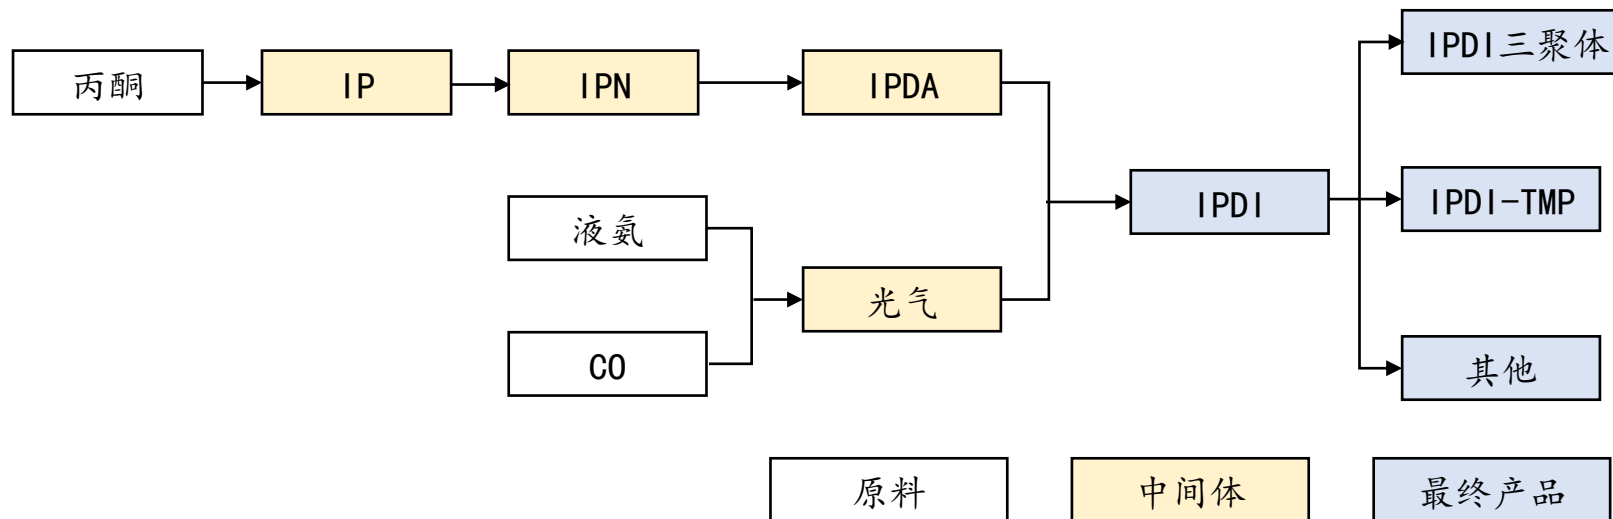 丙酮
IP
IPN
IPDA
IPDI三聚体
IPDI
IPDI-TMP
液氨
光气
CO
其他
原料
中间体
最终产品